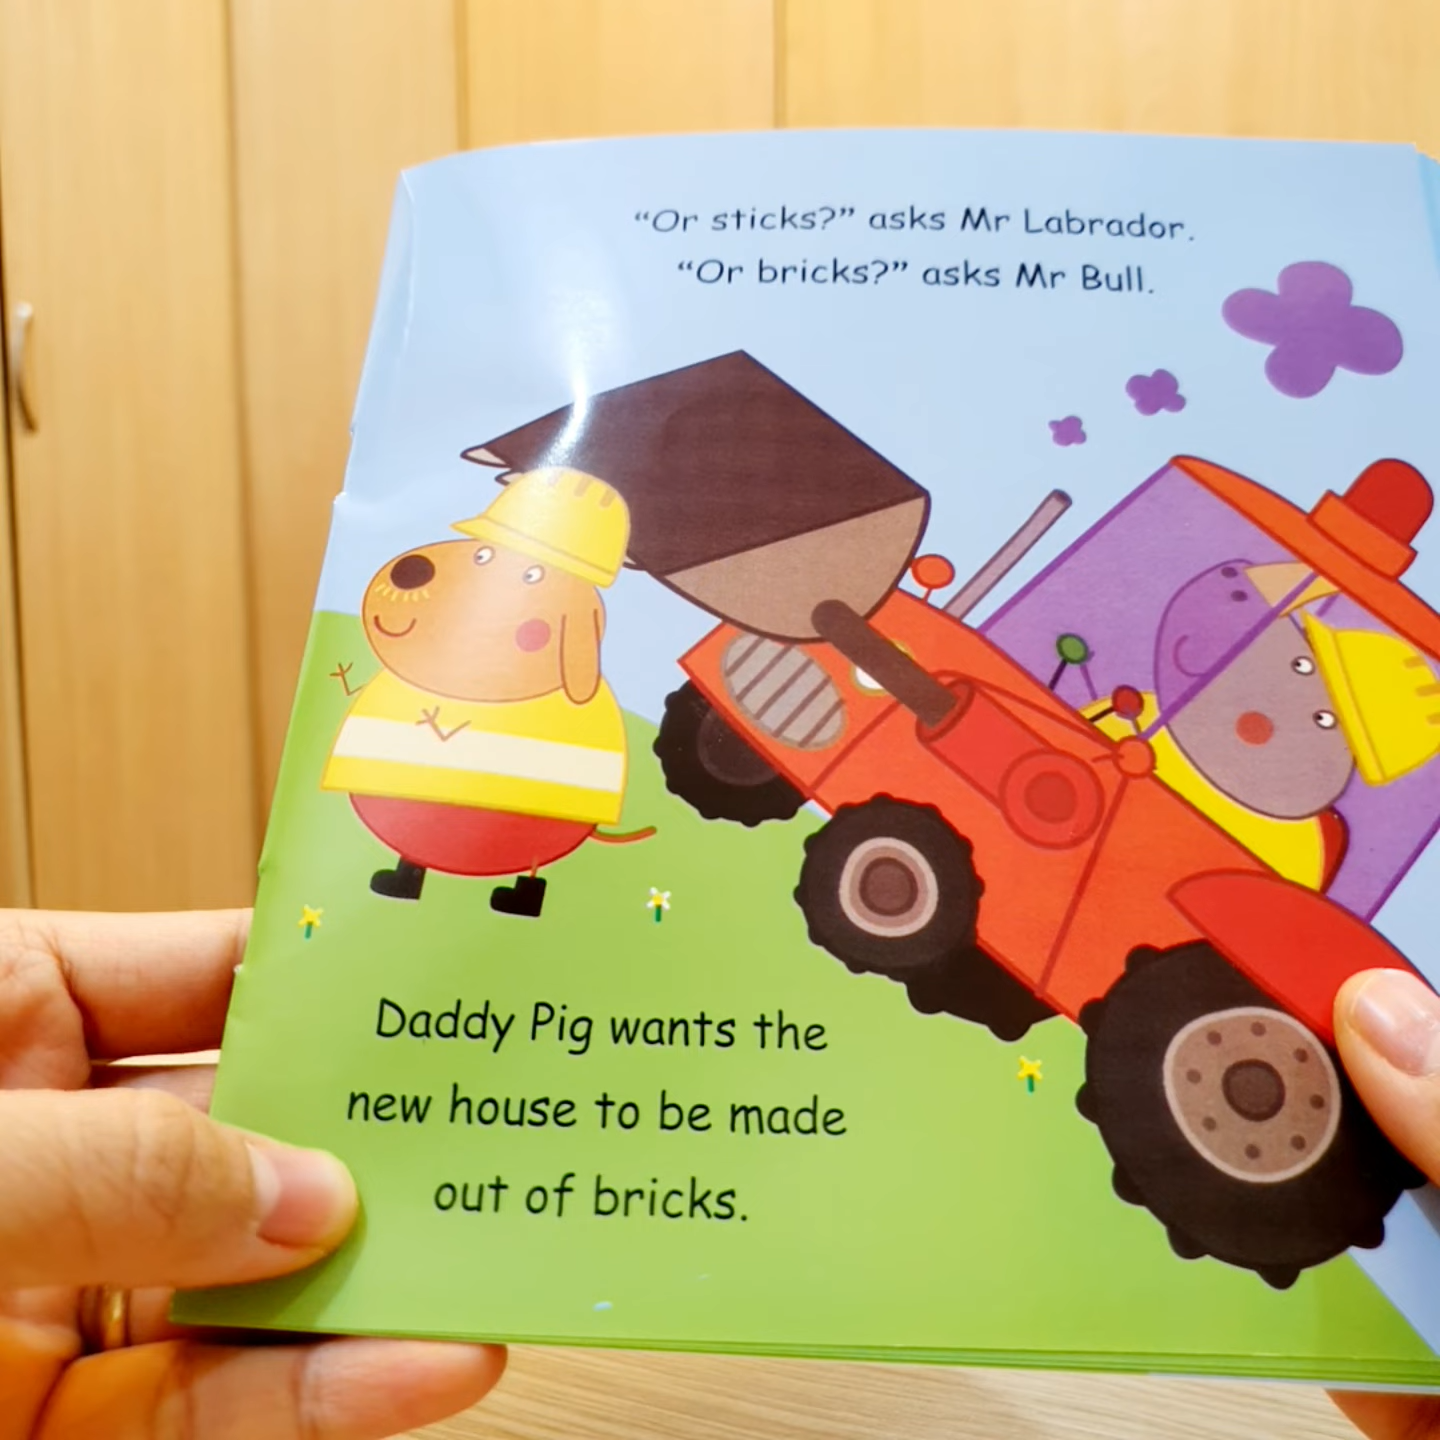 “Or sticks?” asks Mr Labrador.
“Or bricks?” asks Mr Bull.
Daddy Pig wants the
new house to be made
out of bricks.